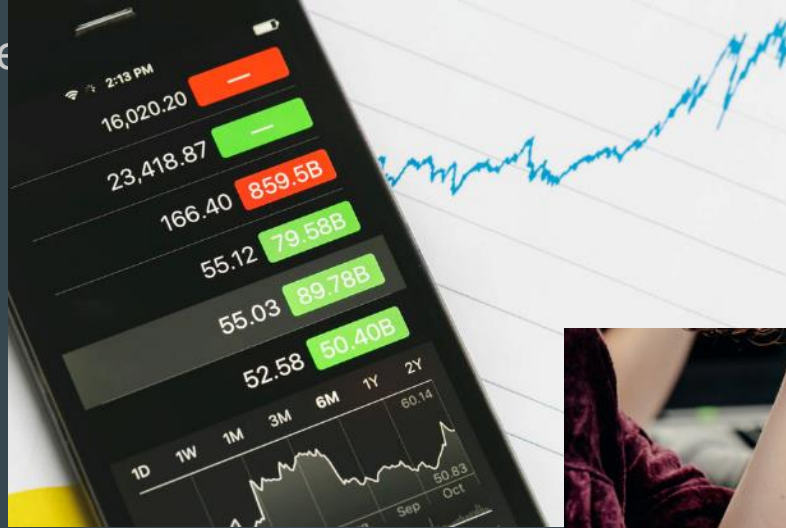 2:13 PM
16,020.20 —
23,418.87 —
166.40 859.5B
55.12 79.58B
55.03 89.78B
52.58 50.40B
1D 1W 1M 3M 6M 1Y 2Y
60.14
50.83
Sep Oct